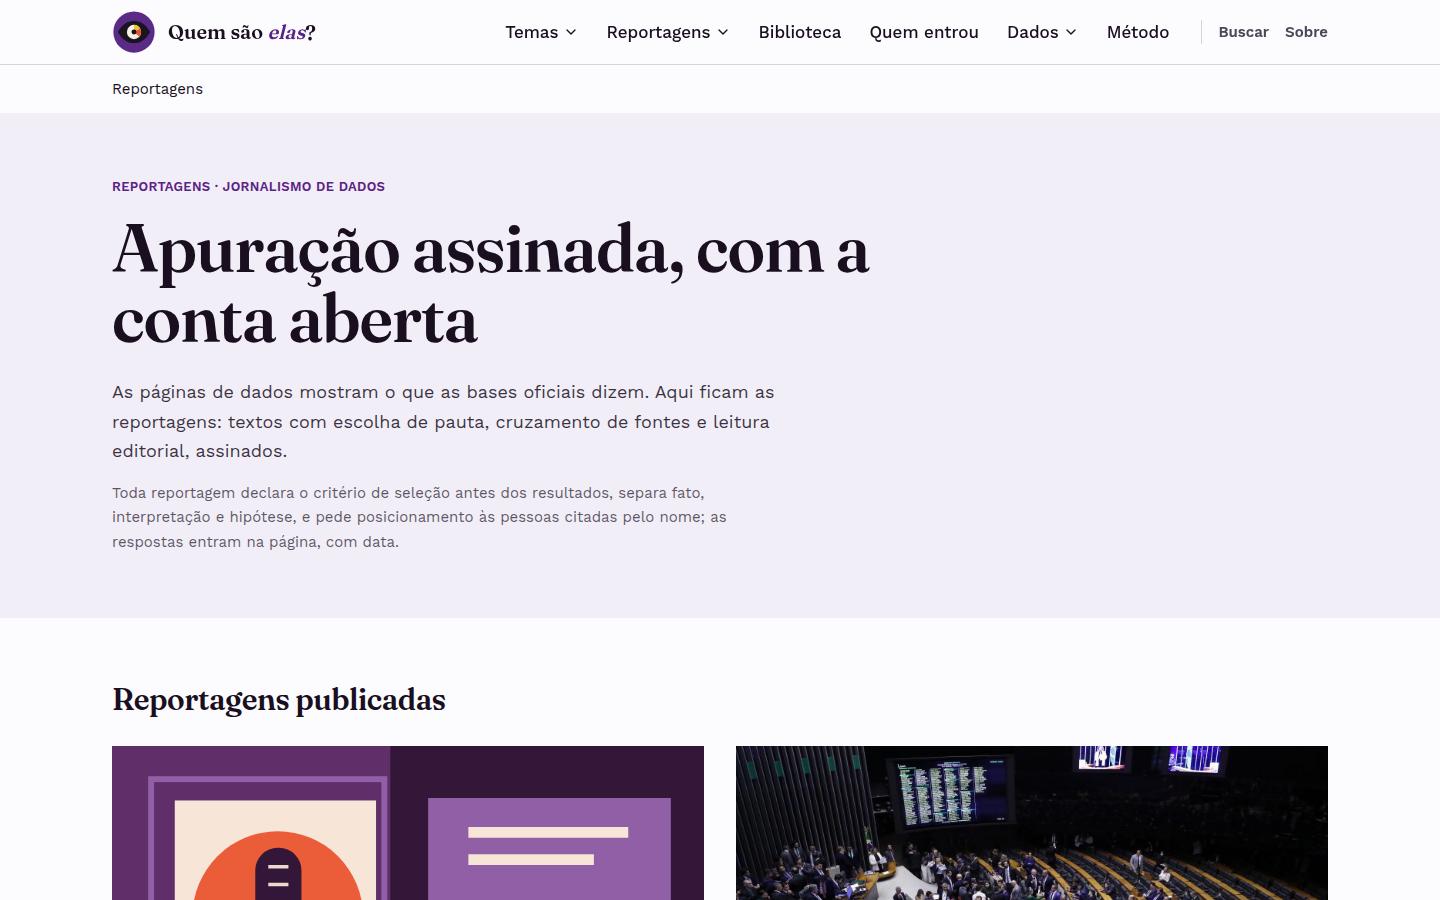 Quem são elas?
Temas
Reportagens
Biblioteca
Quem entrou
Dados
Método
Buscar
Sobre
Reportagens
REPORTAGENS · JORNALISMO DE DADOS
Apuração assinada, com a
conta aberta
As páginas de dados mostram o que as bases oficiais dizem. Aqui ficam as
reportagens: textos com escolha de pauta, cruzamento de fontes e leitura
editorial, assinados.
Toda reportagem declara o critério de seleção antes dos resultados, separa fato,
interpretação e hipótese, e pede posicionamento às pessoas citadas pelo nome; as
respostas entram na página, com data.
Reportagens publicadas